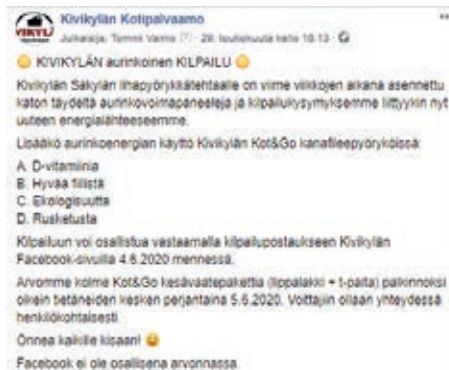 Kivikylän Kotipalvaamo
Julkaisija: Tommi Vaimo · 29. toukokuuta kello 10.13 ·
KIVIKYLÄN aurinkoinen KILPAILU
Kivikylän Säkylän lihapyörykkätehtaalle on viime viikkojen aikana asennettu
katon täydeltä aurinkovoimapaneeleja ja kilpailukysymyksemme liittyykin nyt
uuteen energialähteeseemme.
Lisääkö aurinkoenergian käyttö Kivikylän Kot&Go kanafileepyöryköissä:
A. D-vitamiinia
B. Hyvää fiilistä
C. Ekologisuutta
D. Rusketusta
Kilpailuun voi osallistua vastaamalla kilpailupostaukseen Kivikylän
Facebook-sivuilla 4.6.2020 mennessä.
Arvomme kolme Kot&Go kesävaatepakettia (lippalakki + t-paita) palkinnoksi
oikein tietäneiden kesken perjantaina 5.6.2020. Voittajiin ollaan yhteydessä
henkilökohtaisesti.
Onnea kaikille kisaan!
Facebook ei ole osallisena arvonnassa.